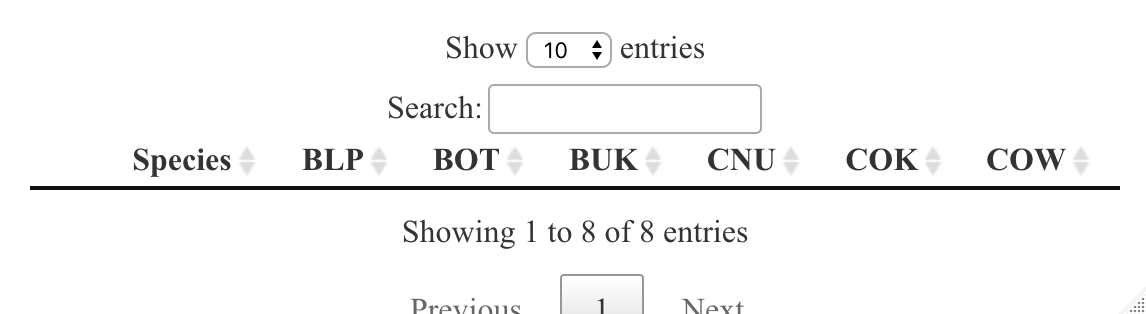 Show 10 entries
Search:
Species BLP BOT BUK CNU COK COW
Showing 1 to 8 of 8 entries
Previous 1 Next